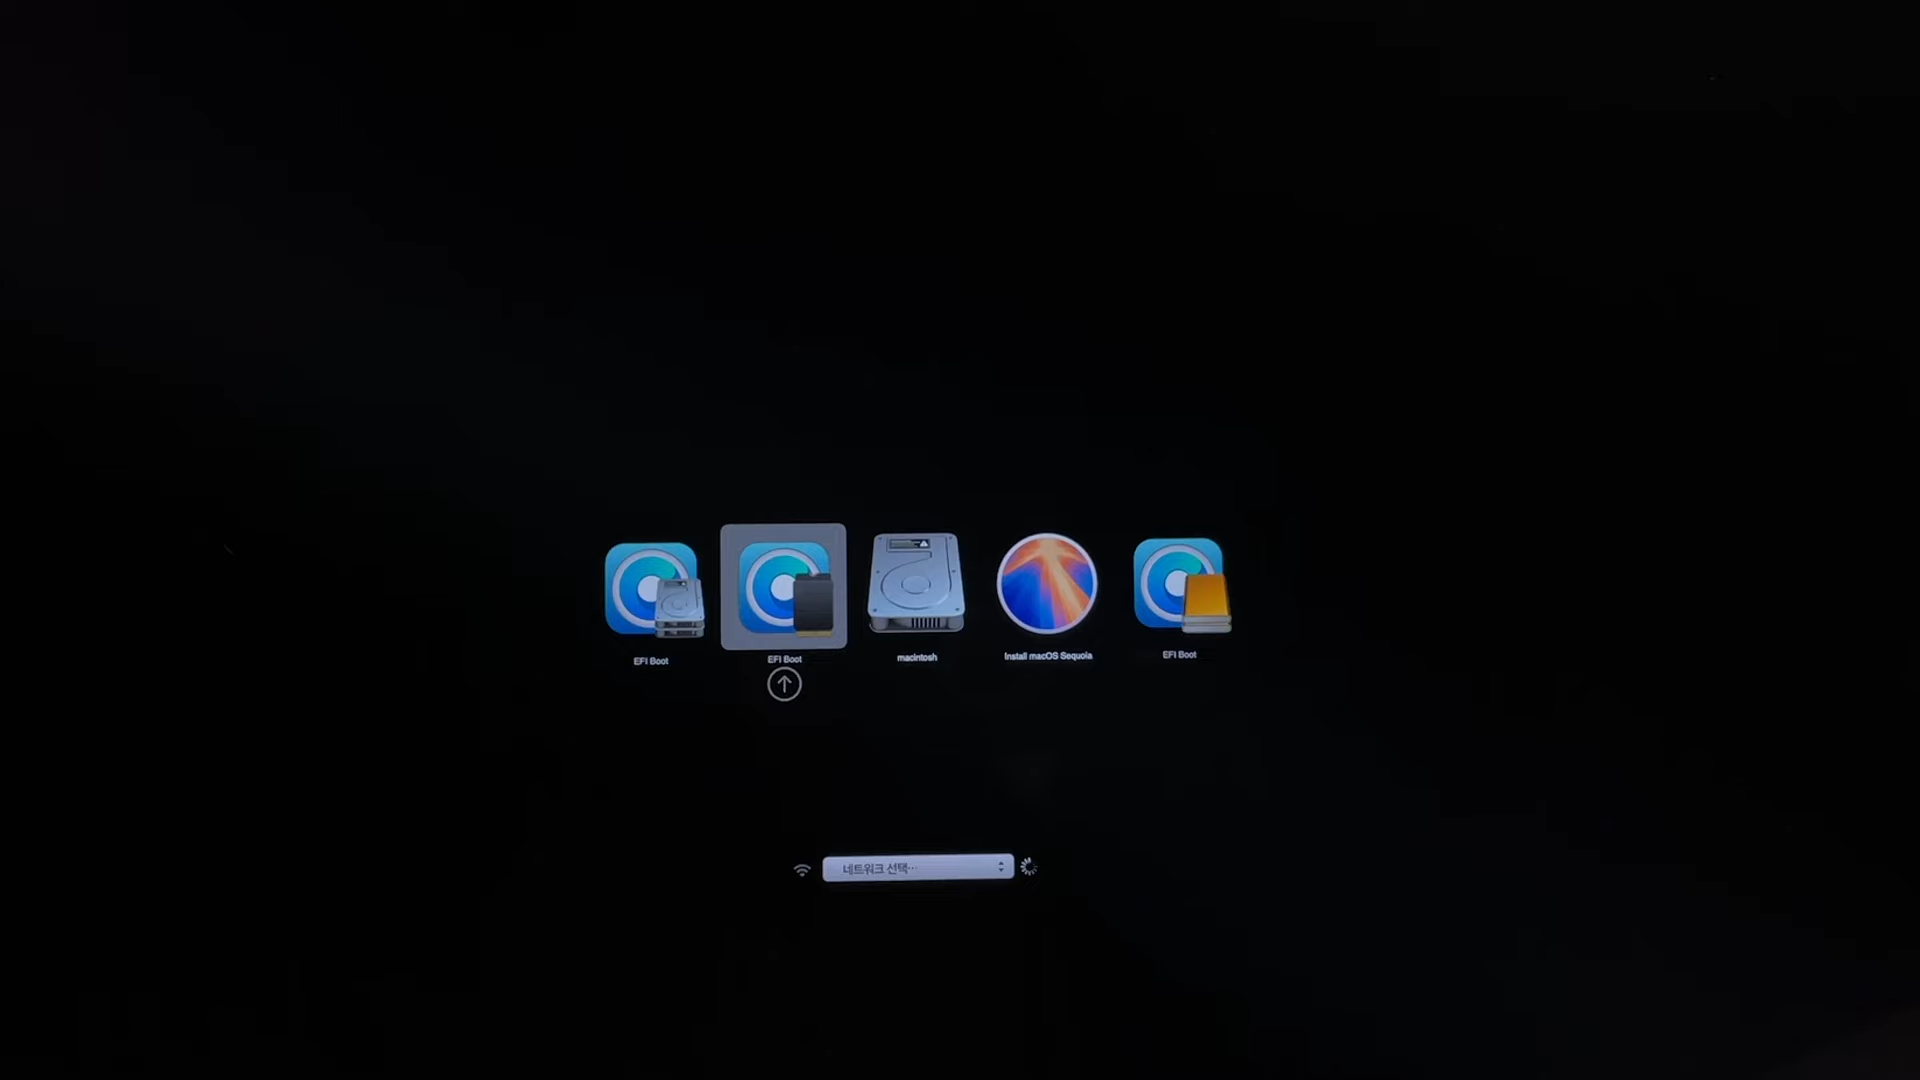 EFI Boot
EFI Boot
macintosh
Install macOS Sequoia
EFI Boot
네트워크 선택…